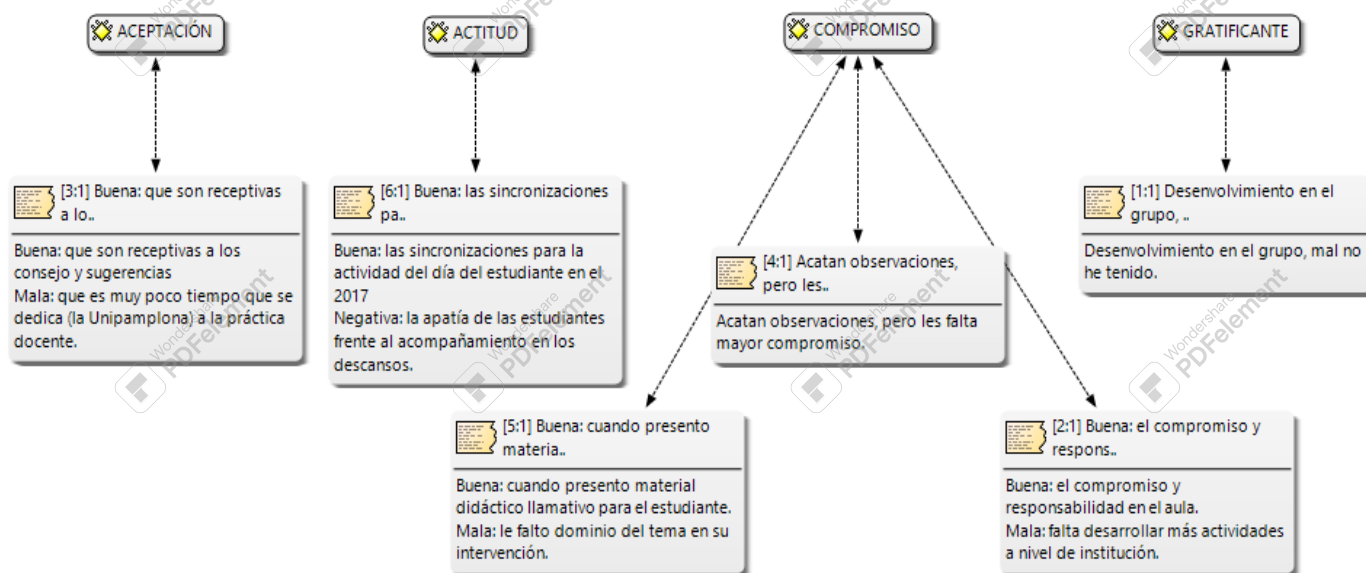 ACEPTACIÓN
ACTITUD
COMPROMISO
GRATIFICANTE
[3:1] Buena: que son receptivas
a lo..
Buena: que son receptivas a los
consejo y sugerencias
Mala: que es muy poco tiempo que se
dedica (la Unipamplona) a la práctica
docente.
[6:1] Buena: las sincronizaciones
pa..
Buena: las sincronizaciones para la
actividad del día del estudiante en el
2017
Negativa: la apatía de las estudiantes
frente al acompañamiento en los
descansos.
[4:1] Acatan observaciones,
pero les..
Acatan observaciones, pero les falta
mayor compromiso.
[1:1] Desenvolvimiento en el
grupo, ..
Desenvolvimiento en el grupo, mal no
he tenido.
[5:1] Buena: cuando presento
materia..
Buena: cuando presento material
didáctico llamativo para el estudiante.
Mala: le falto dominio del tema en su
intervención.
[2:1] Buena: el compromiso y
respons..
Buena: el compromiso y
responsabilidad en el aula.
Mala: falta desarrollar más actividades
a nivel de institución.
Wondershare
PDFelement
Wondershare
PDFelement
Wondershare
PDFelement